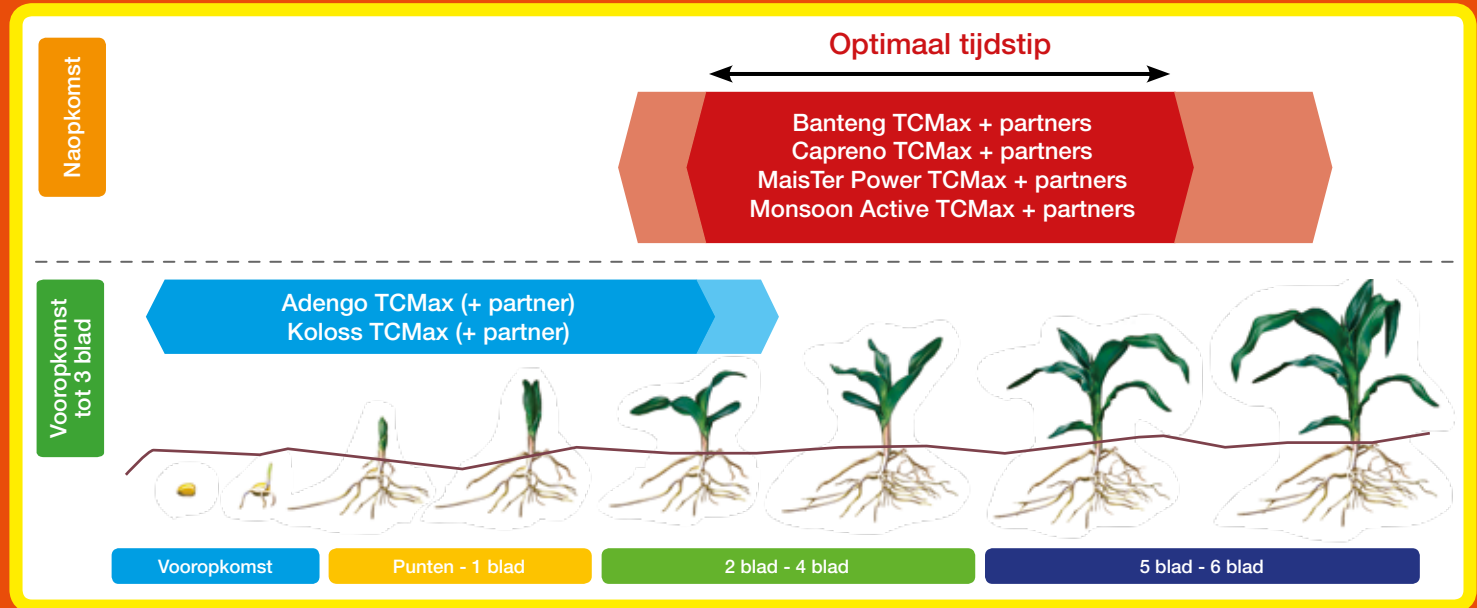 Naopkomst
Optimaal tijdstip
Banteng TCMax + partners
Capreno TCMax + partners
MaisTer Power TCMax + partners
Monsoon Active TCMax + partners
Vooropkomst
tot 3 blad
Adengo TCMax (+ partner)
Koloss TCMax (+ partner)
Vooropkomst
Punten - 1 blad
2 blad - 4 blad
5 blad - 6 blad